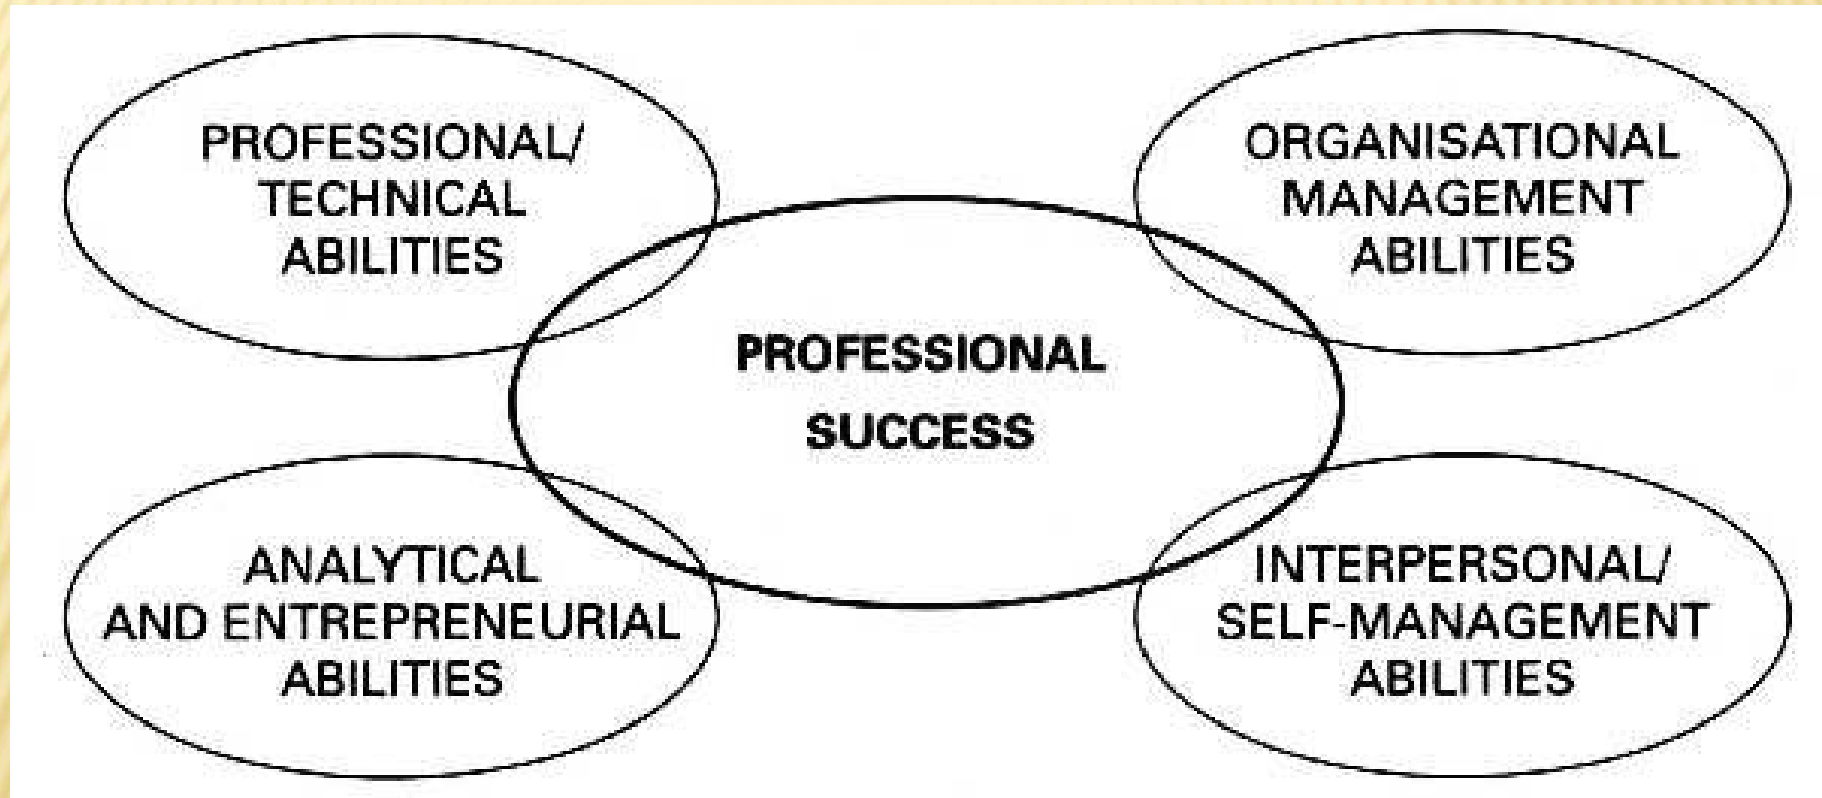 PROFESSIONAL/
TECHNICAL
ABILITIES
ORGANISATIONAL
MANAGEMENT
ABILITIES
PROFESSIONAL
SUCCESS
ANALYTICAL
AND ENTREPRENEURIAL
ABILITIES
INTERPERSONAL/
SELF-MANAGEMENT
ABILITIES